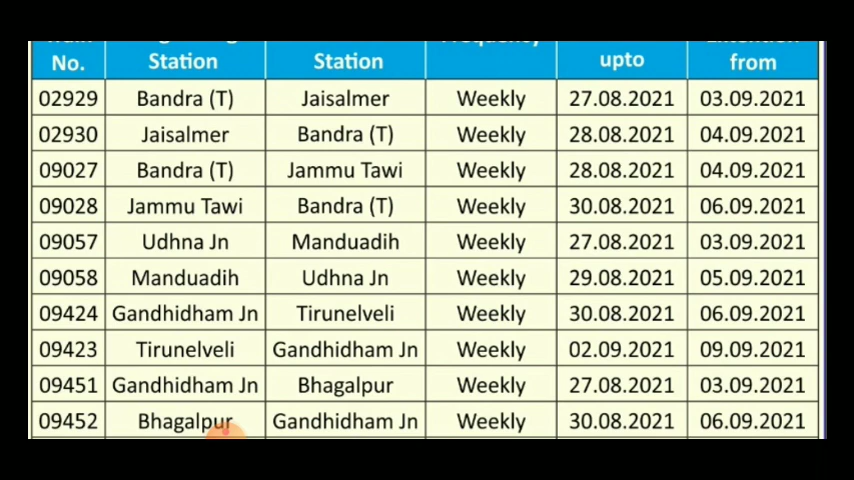 No. Station Station upto from
02929 Bandra (T) Jaisalmer Weekly 27.08.2021 03.09.2021
02930 Jaisalmer Bandra (T) Weekly 28.08.2021 04.09.2021
09027 Bandra (T) Jammu Tawi Weekly 28.08.2021 04.09.2021
09028 Jammu Tawi Bandra (T) Weekly 30.08.2021 06.09.2021
09057 Udhna Jn Manduadih Weekly 27.08.2021 03.09.2021
09058 Manduadih Udhna Jn Weekly 29.08.2021 05.09.2021
09424 Gandhidham Jn Tirunelveli Weekly 30.08.2021 06.09.2021
09423 Tirunelveli Gandhidham Jn Weekly 02.09.2021 09.09.2021
09451 Gandhidham Jn Bhagalpur Weekly 27.08.2021 03.09.2021
09452 Bhagalpur Gandhidham Jn Weekly 30.08.2021 06.09.2021